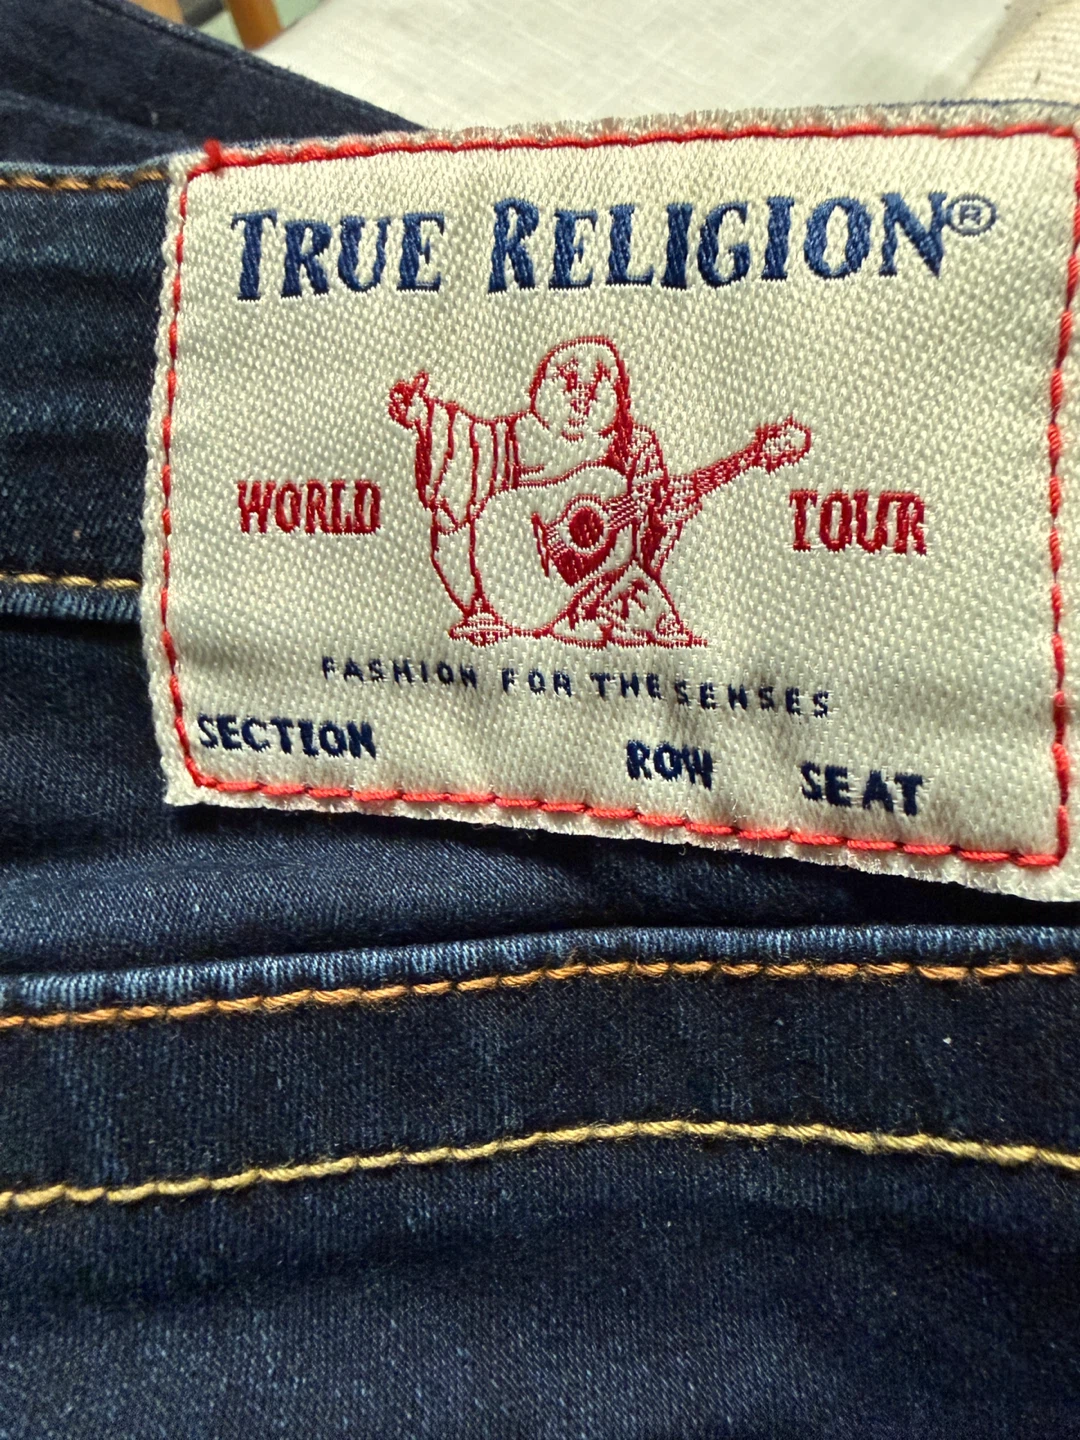 TRUE RELIGION®
WORLD TOUR
FASHION FOR THE SENSES
SECTION ROW SEAT